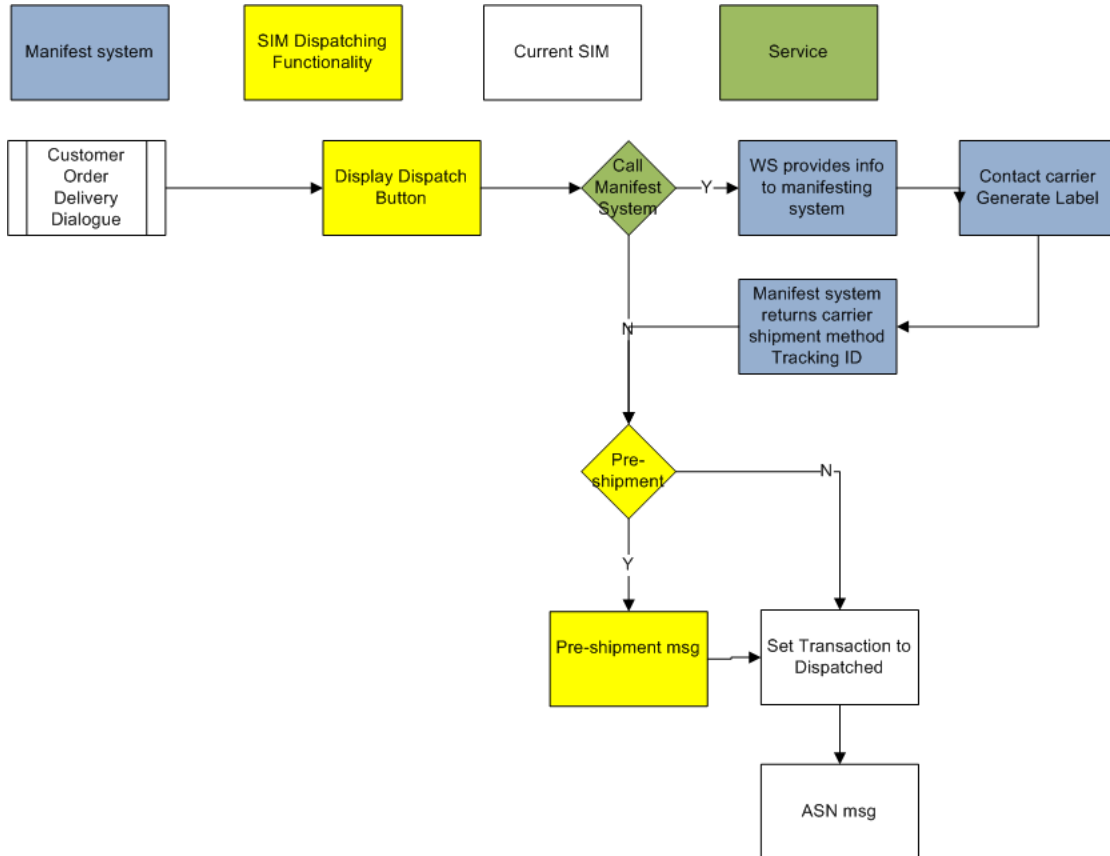 Manifest system
SIM Dispatching
Functionality
Current SIM
Service
Customer
Order
Delivery
Dialogue
Display Dispatch
Button
Call
Manifest
System
Y
WS provides info
to manifesting
system
Contact carrier
Generate Label
Manifest system
returns carrier
shipment method
Tracking ID
N
Pre-
shipment
N
Y
Pre-shipment msg
Set Transaction to
Dispatched
ASN msg